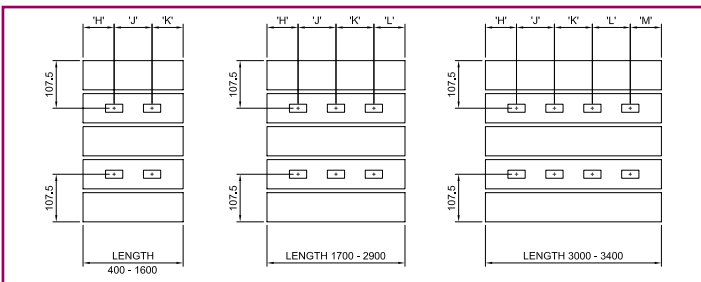 'H' 'J' 'K'
107.5
107.5
LENGTH
400 - 1600
'H' 'J' 'K' 'L'
107.5
107.5
LENGTH 1700 - 2900
'H' 'J' 'K' 'L' 'M'
107.5
107.5
LENGTH 3000 - 3400